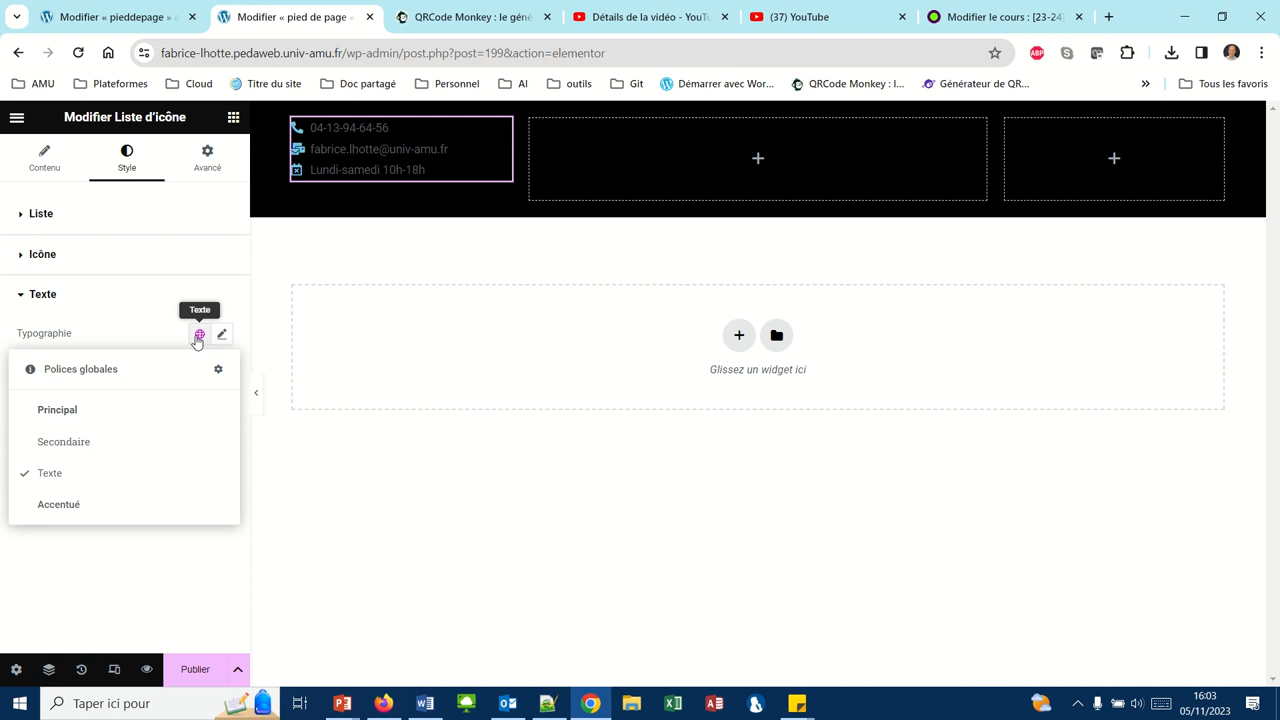 Modifier « pieddepage » a
Modifier « pied de page »
QRCode Monkey : le géné
Détails de la vidéo - YouTu
(37) YouTube
Modifier le cours : [23-24]
fabrice-lhotte.pedaweb.univ-amu.fr/wp-admin/post.php?post=199&action=elementor
ABP
AMU
Plateformes
Cloud
Titre du site
Doc partagé
Personnel
AI
outils
Git
Démarrer avec Wor...
QRCode Monkey : l...
Générateur de QR...
Tous les favoris
Modifier Liste d'icône
Contenu
Style
Avancé
Liste
Icône
Texte
Texte
Typographie
Polices globales
Principal
Secondaire
Texte
Accentué
Publier
04-13-94-64-56
fabrice.lhotte@univ-amu.fr
Lundi-samedi 10h-18h
Glissez un widget ici
Taper ici pour
16:03
05/11/2023